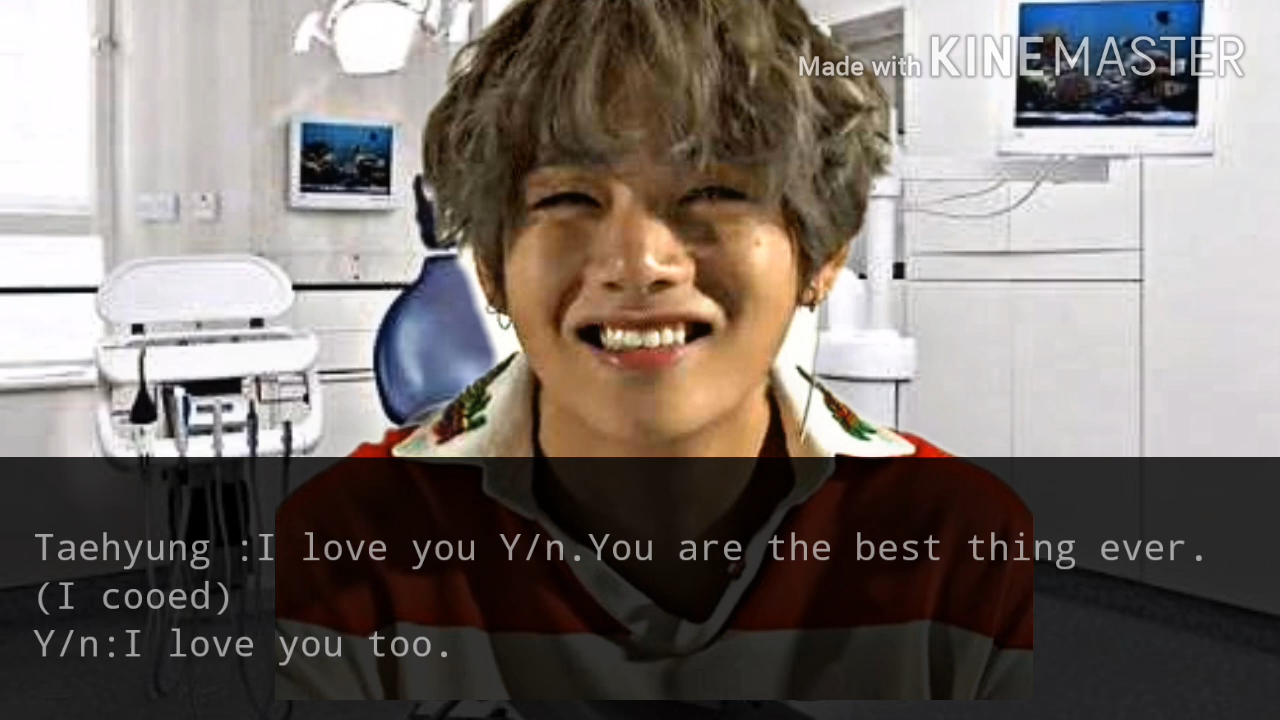 Made with KINEMASTER
Taehyung :I love you Y/n.You are the best thing ever.
(I cooed)
Y/n:I love you too.